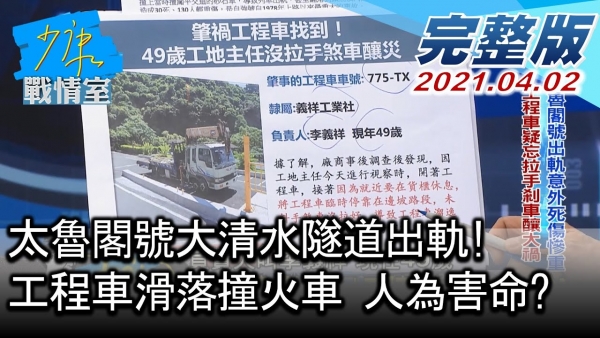 少康
戰情室
完整版
2021.04.02
肇禍工程車找到！
49歲工地主任沒拉手煞車釀災
肇事的工程車車號: 775-TX
隸屬:義祥工業社
負責人:李義祥 現年49歲
據了解，廠商事後調查後發現，因
工地主任今天進行視察時，開著工
程車，接著因為就近要在貨櫃休息，
將工程車臨時停靠在邊坡路段，未
魯閣號出軌意外死傷慘重
程車疑忘拉手剎車釀大禍
太魯閣號大清水隧道出軌!
工程車滑落撞火車 人為害命?